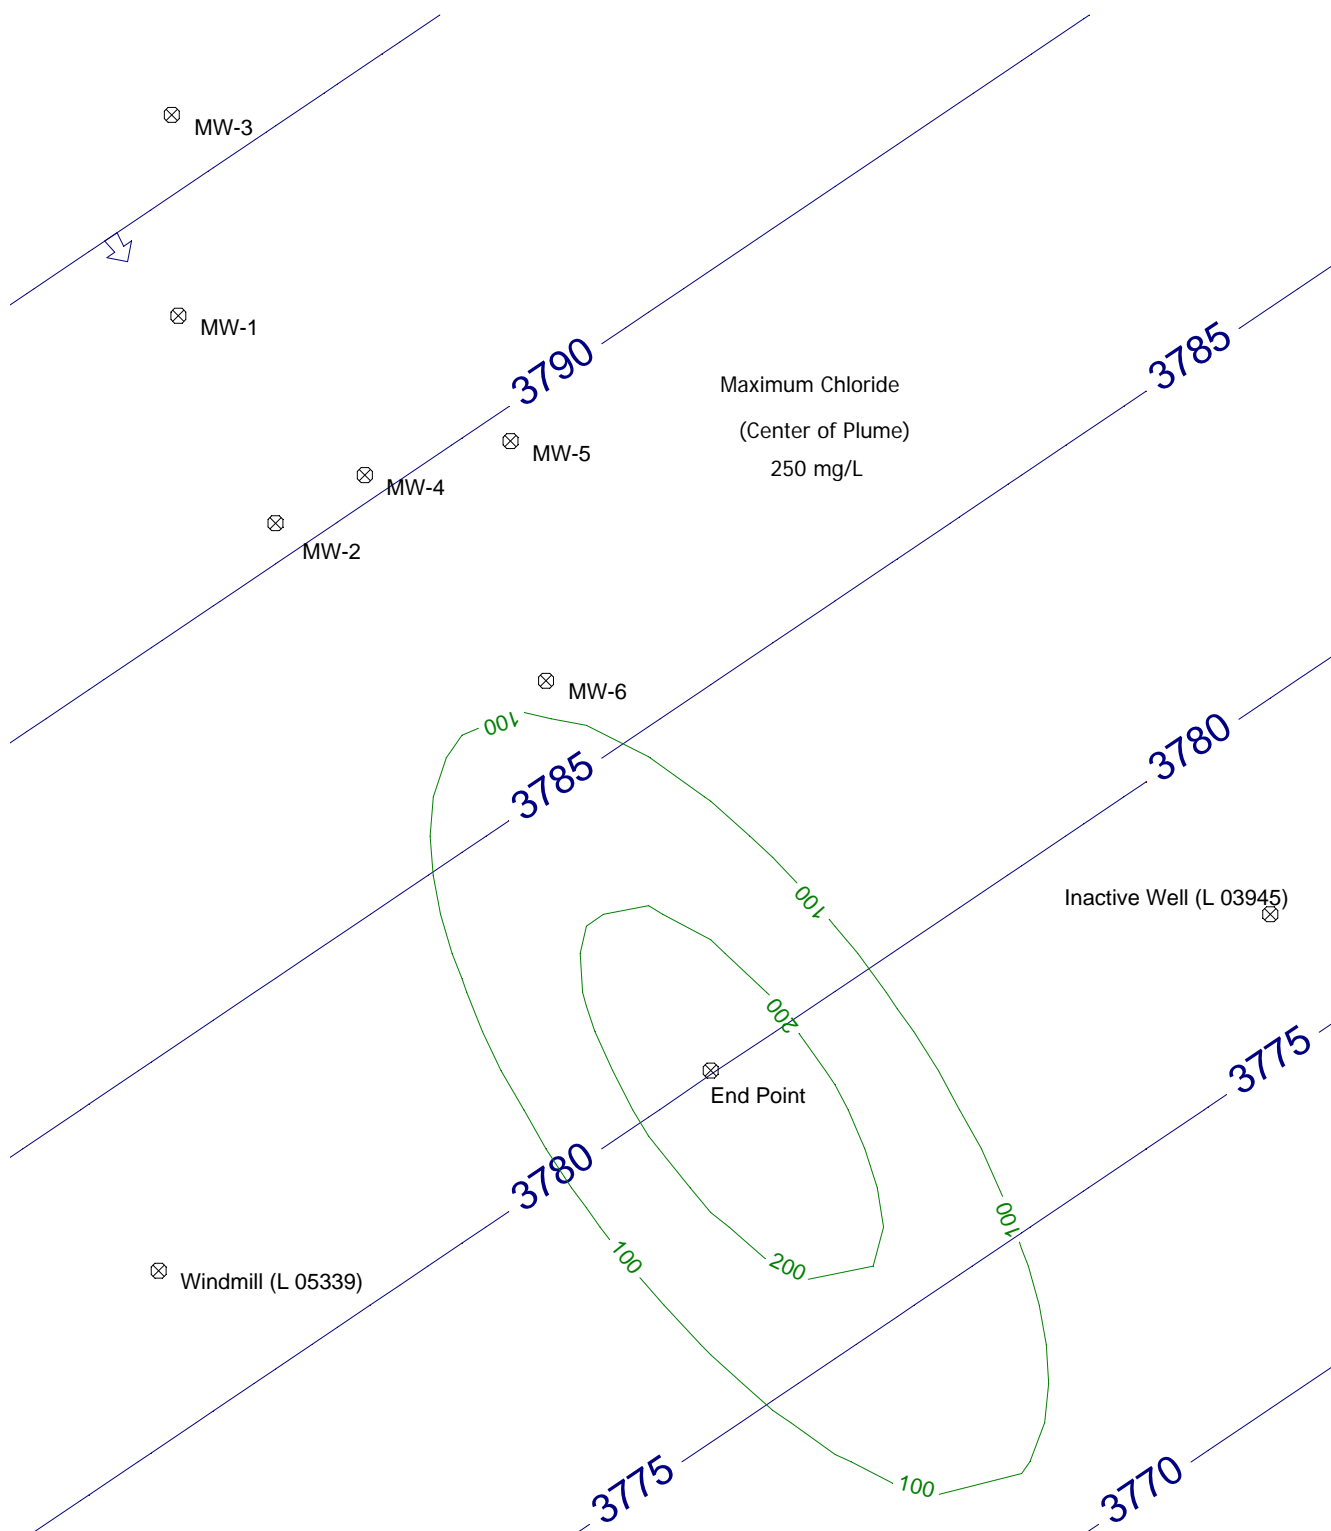 MW-3
MW-1
3790
3785
Maximum Chloride
(Center of Plume)
250 mg/L
MW-5
MW-4
MW-2
MW-6
100
3785
3780
100
Inactive Well (L 03945)
200
3775
End Point
3780
100
100
200
Windmill (L 05339)
3775
100
3770